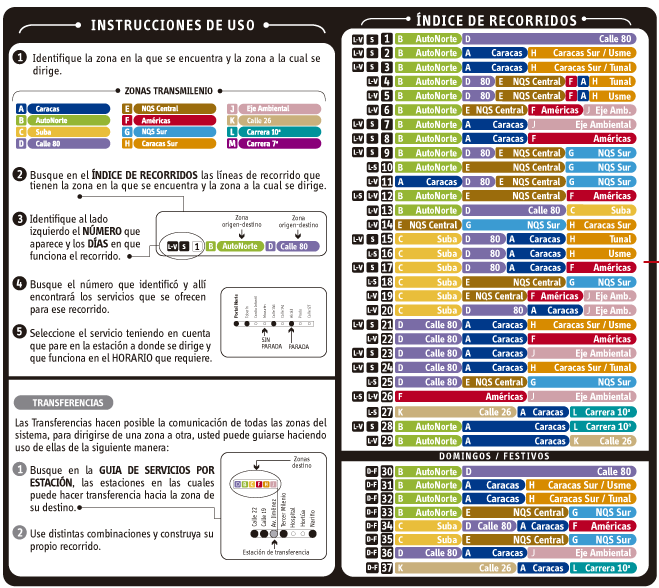 INSTRUCCIONES DE USO
1 Identifique la zona en la que se encuentra y la zona a la cual se
dirige.
ZONAS TRANSMILENIO
A Caracas
B AutoNorte
C Suba
D Calle 80
E NQS Central
F Américas
G NQS Sur
H Caracas Sur
J Eje Ambiental
K Calle 26
L Carrera 10ª
M Carrera 7ª
2 Busque en el ÍNDICE DE RECORRIDOS las líneas de recorrido que
tienen la zona en la que se encuentra y la zona a la cual se dirige.
3 Identifique al lado
izquierdo el NÚMERO que
aparece y los DÍAS en que
funciona el recorrido.
Zona
origen-destino
Zona
origen-destino
L-V S 1 B AutoNorte D Calle 80
4 Busque el número que identificó y allí
encontrará los servicios que se ofrecen
para ese recorrido.
Portal Norte
SIN
PARADA
PARADA
5 Seleccione el servicio teniendo en cuenta
que pare en la estación a donde se dirige y
que funciona en el HORARIO que requiere.
TRANSFERENCIAS
Las Transferencias hacen posible la comunicación de todas las zonas del
sistema, para dirigirse de una zona a otra, usted puede guiarse haciendo
uso de ellas de la siguiente manera:
1 Busque en la GUIA DE SERVICIOS POR
ESTACIÓN, las estaciones en las cuales
puede hacer transferencia hacia la zona de
su destino.
2 Use distintas combinaciones y construya su
propio recorrido.
Zonas
destino
Calle 22
Calle 19
Av. Jiménez
Tercer Milenio
Hospital
Hortúa
Nariño
Estación de transferencia
ÍNDICE DE RECORRIDOS
L-V S 1 B AutoNorte D Calle 80
L-V S 2 B AutoNorte A Caracas H Caracas Sur / Usme
L-V S 3 B AutoNorte A Caracas H Caracas Sur / Tunal
L-V 4 B AutoNorte D 80 E NQS Central F A H Tunal
L-V 5 B AutoNorte D 80 E NQS Central F A H Usme
L-V 6 B AutoNorte E NQS Central F Américas J Eje Amb.
L-V S 7 B AutoNorte A Caracas J Eje Ambiental
L-V S 8 B AutoNorte A Caracas F Américas
L-V S 9 B AutoNorte D 80 E NQS Central G NQS Sur
L-S 10 B AutoNorte E NQS Central G NQS Sur
L-V 11 A Caracas D 80 E NQS Central G NQS Sur
L-S 12 B AutoNorte E NQS Central F Américas
L-V 13 B AutoNorte D Calle 80 C Suba
L-V 14 E NQS Central G NQS Sur H Caracas Sur
L-V S 15 C Suba D 80 A Caracas H Tunal
L-S 16 C Suba D 80 A Caracas H Usme
L-V S 17 C Suba D 80 A Caracas F Américas
L-S 18 C Suba E NQS Central G NQS Sur
L-V 19 C Suba E NQS Central F Américas J Eje Amb.
L-V 20 C Suba D 80 A Caracas J Eje Amb.
L-V S 21 D Calle 80 A Caracas H Caracas Sur / Usme
L-V 22 D Calle 80 A Caracas F Américas
L-V S 23 D Calle 80 A Caracas J Eje Ambiental
L-V S 24 D Calle 80 A Caracas H Caracas Sur / Tunal
L-S 25 D Calle 80 E NQS Central G NQS Sur
L-S 26 F Américas J Eje Ambiental
L-S 27 K Calle 26 A Caracas L Carrera 10ª
L-V S 28 B AutoNorte A Caracas L Carrera 10ª
L-V 29 B AutoNorte A Caracas K Calle 26
DOMINGOS / FESTIVOS
D-F 30 B AutoNorte D Calle 80
D-F 31 B AutoNorte A Caracas H Caracas Sur / Usme
D-F 32 B AutoNorte A Caracas H Caracas Sur / Tunal
D-F 33 B AutoNorte E NQS Central G NQS Sur
D-F 34 C Suba D Calle 80 A Caracas F Américas
D-F 35 C Suba E NQS Central G NQS Sur
D-F 36 D Calle 80 A Caracas J Eje Ambiental
D-F 37 K Calle 26 A Caracas L Carrera 10ª